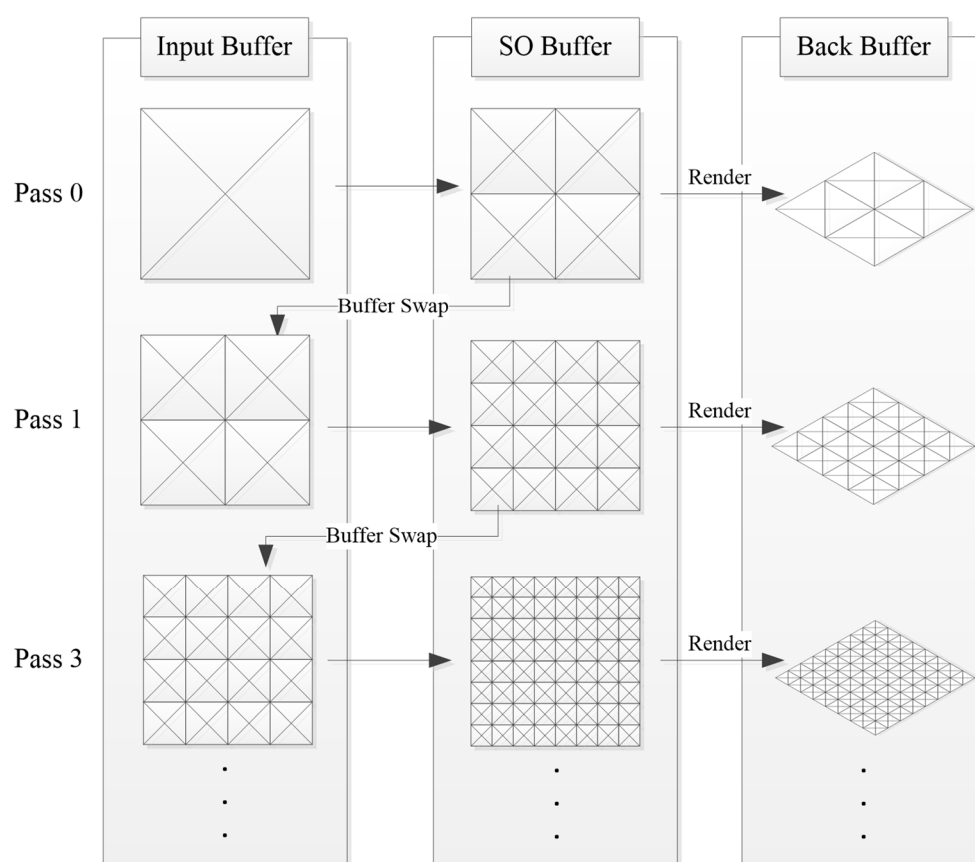 Input Buffer
SO Buffer
Back Buffer
Pass 0
Render
Buffer Swap
Pass 1
Render
Buffer Swap
Pass 3
Render